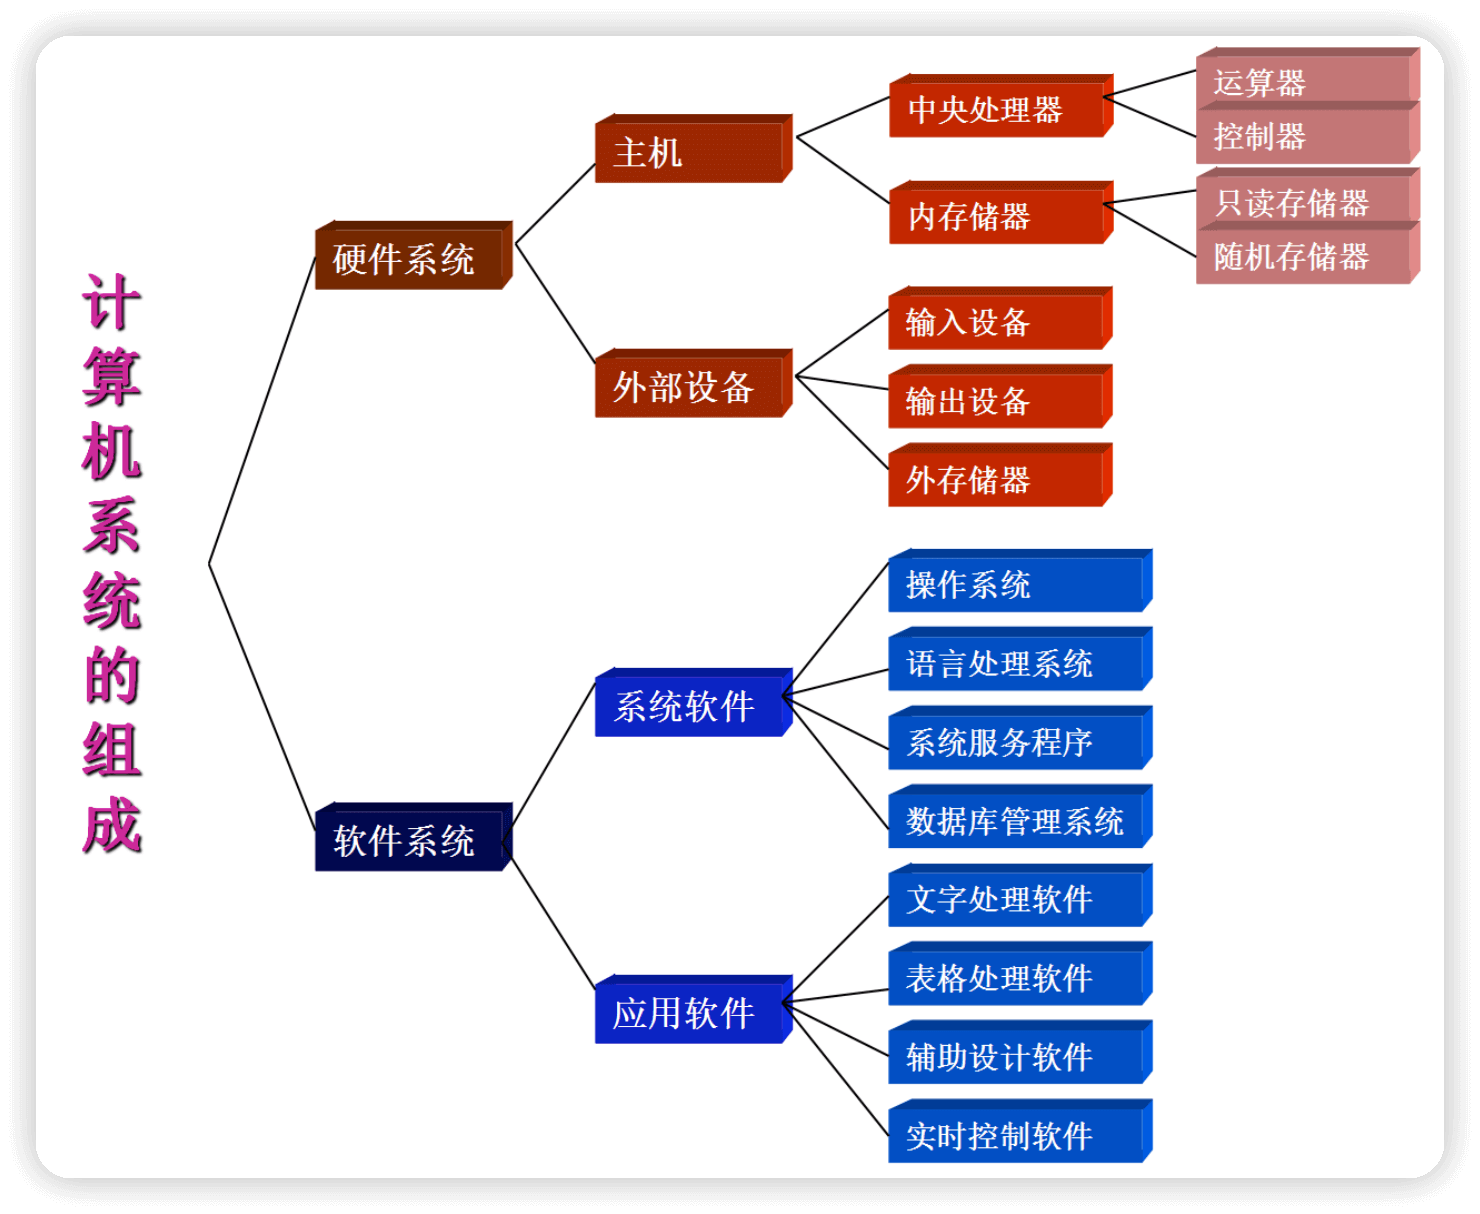 计算机系统的组成
硬件系统
主机
中央处理器
运算器
控制器
内存储器
只读存储器
随机存储器
外部设备
输入设备
输出设备
外存储器
软件系统
系统软件
操作系统
语言处理系统
系统服务程序
数据库管理系统
应用软件
文字处理软件
表格处理软件
辅助设计软件
实时控制软件